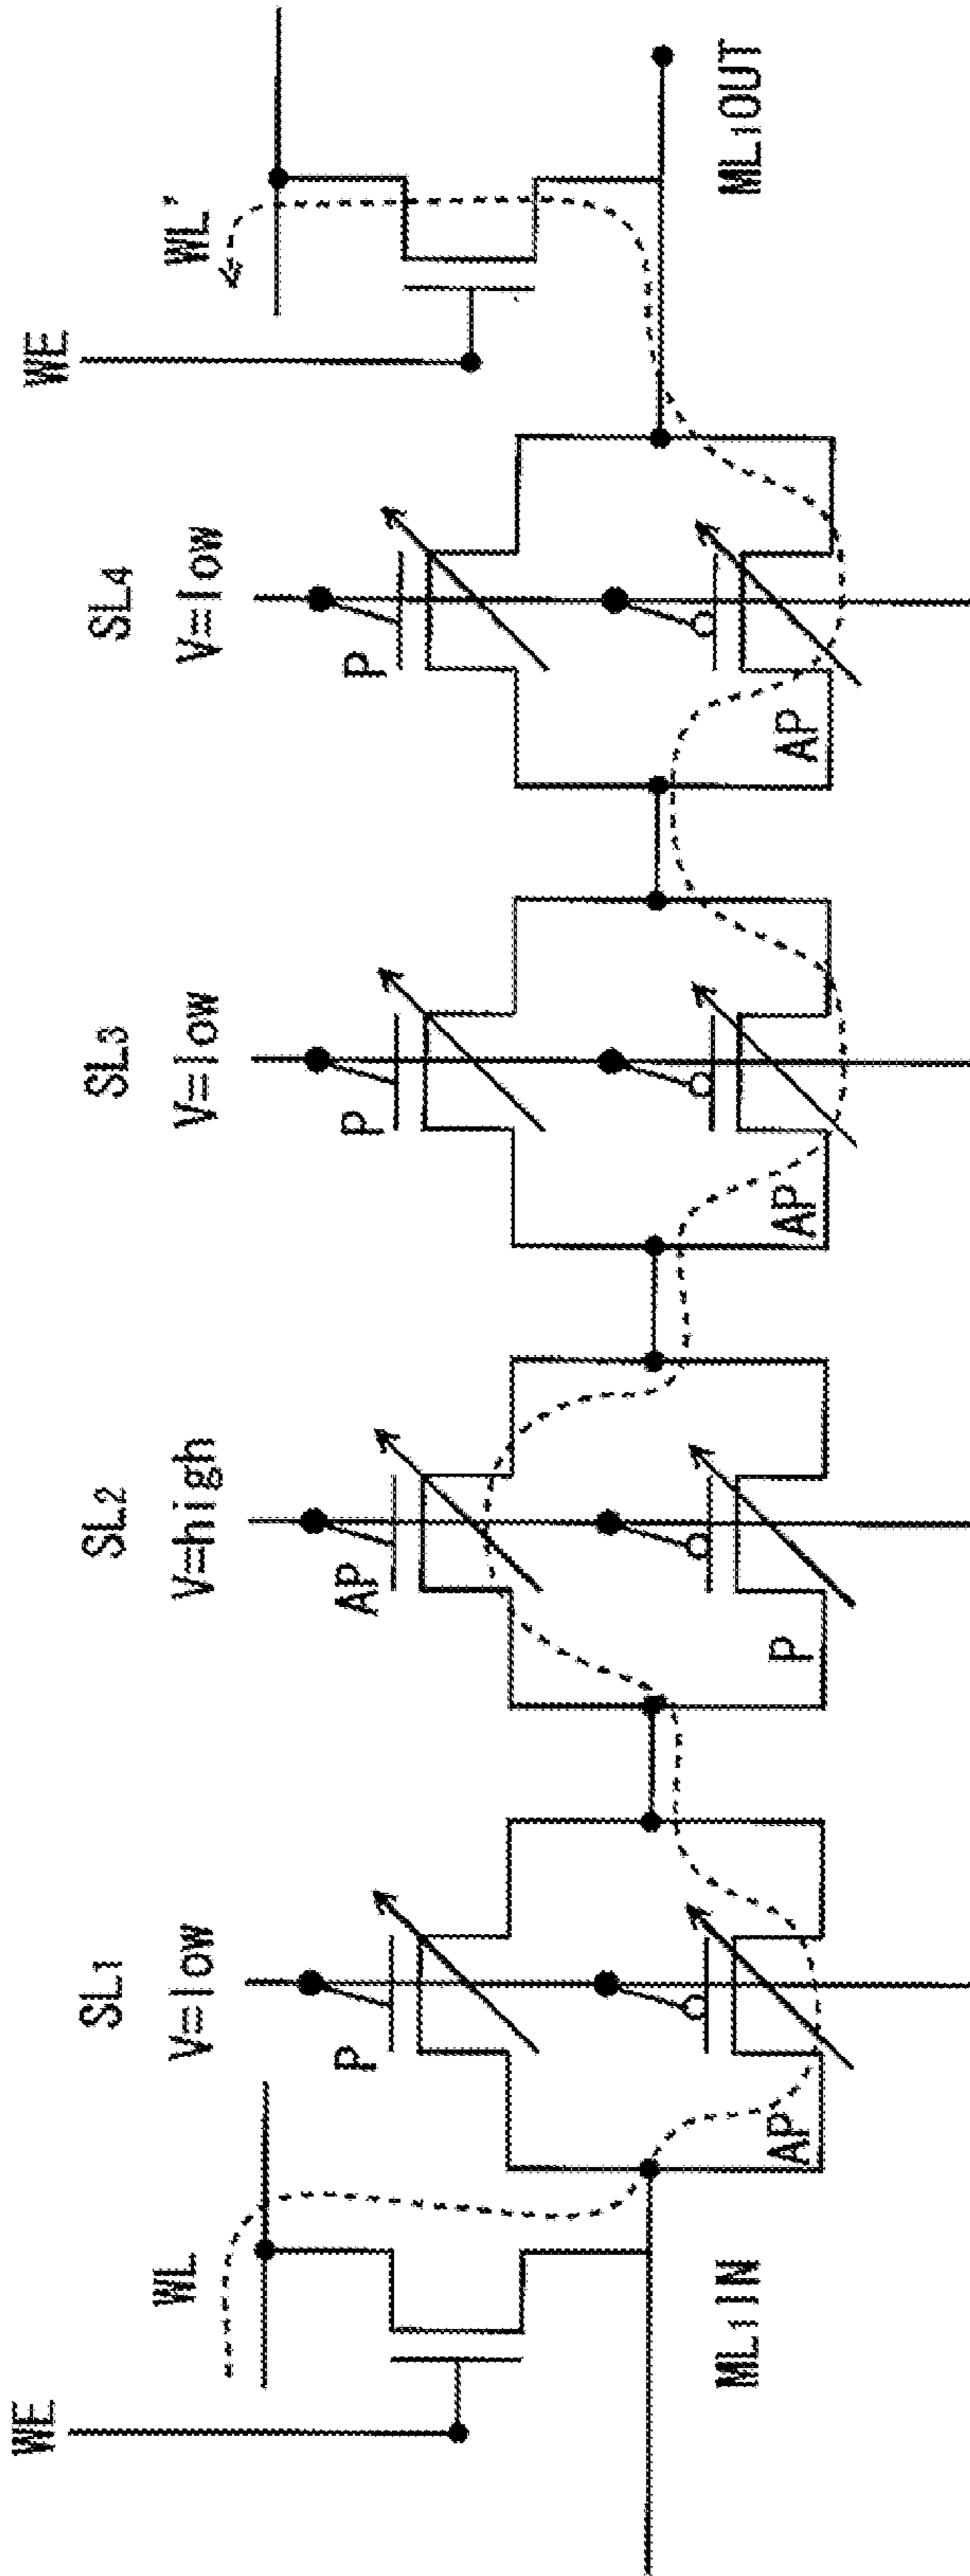 WE
WL
ML1IN
SL1
V=low
P
AP
SL2
V=high
AP
P
SL3
V=low
P
AP
SL4
V=low
P
AP
WE
WL'
ML1OUT